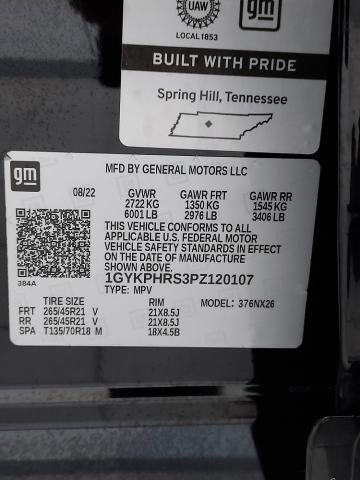 UAW
LOCAL 1853
gm
BUILT WITH PRIDE
Spring Hill, Tennessee
gm
MFD BY GENERAL MOTORS LLC
08/22 GVWR GAWR FRT GAWR RR
2722 KG 1350 KG 1545 KG
6001 LB 2976 LB 3406 LB
THIS VEHICLE CONFORMS TO ALL
APPLICABLE U.S. FEDERAL MOTOR
VEHICLE SAFETY STANDARDS IN EFFECT
ON THE DATE OF MANUFACTURE
SHOWN ABOVE.
384A
1GYKPHRS3PZ120107
TYPE: MPV
TIRE SIZE RIM MODEL: 376NX26
FRT 265/45R21 V 21X8.5J
RR 265/45R21 V 21X8.5J
SPA T135/70R18 M 18X4.5B